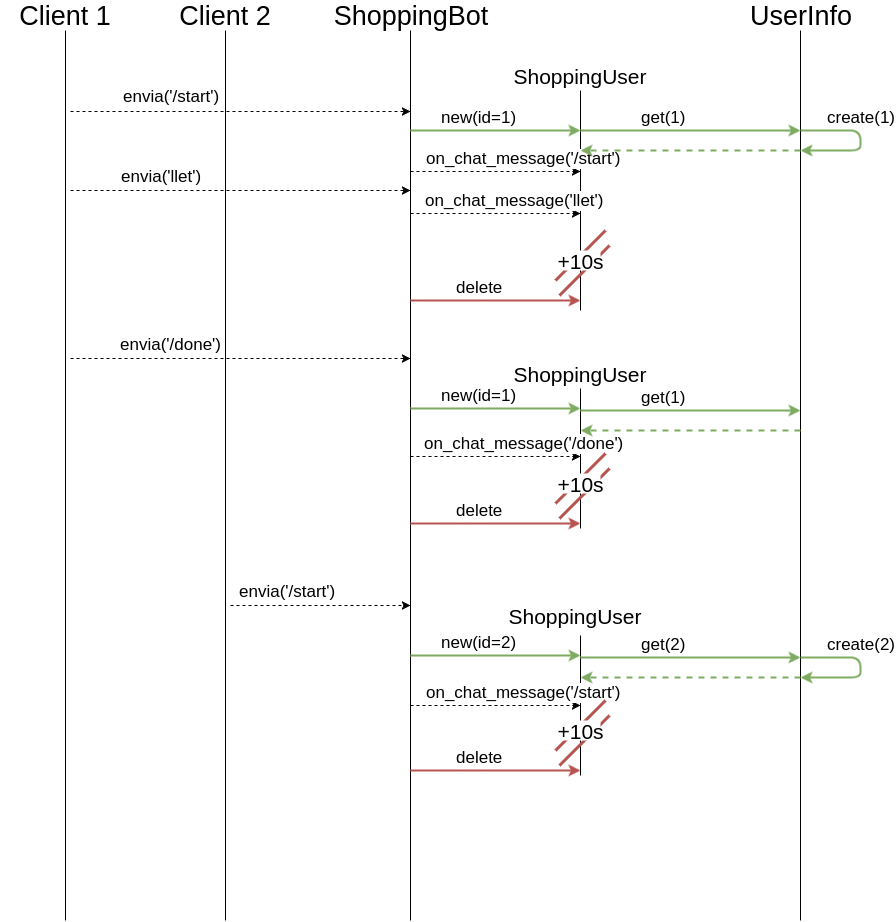 Client 1
Client 2
ShoppingBot
UserInfo
ShoppingUser
envia('/start')
new(id=1)
get(1)
create(1)
on_chat_message('/start')
envia('llet')
on_chat_message('llet')
+10s
delete
envia('/done')
ShoppingUser
new(id=1)
get(1)
on_chat_message('/done')
+10s
delete
envia('/start')
ShoppingUser
new(id=2)
get(2)
create(2)
on_chat_message('/start')
+10s
delete